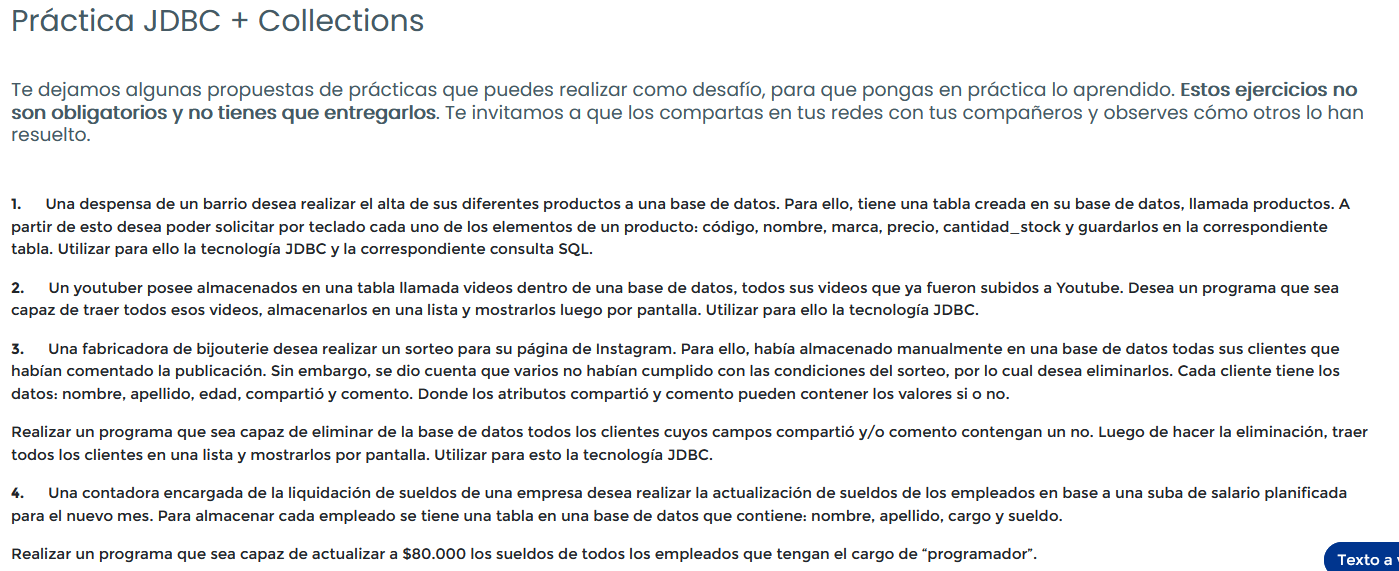 Práctica JDBC + Collections
Te dejamos algunas propuestas de prácticas que puedes realizar como desafío, para que pongas en práctica lo aprendido. Estos ejercicios no
son obligatorios y no tienes que entregarlos. Te invitamos a que los compartas en tus redes con tus compañeros y observes cómo otros lo han
resuelto.
1. Una despensa de un barrio desea realizar el alta de sus diferentes productos a una base de datos. Para ello, tiene una tabla creada en su base de datos, llamada productos. A
partir de esto desea poder solicitar por teclado cada uno de los elementos de un producto: código, nombre, marca, precio, cantidad_stock y guardarlos en la correspondiente
tabla. Utilizar para ello la tecnología JDBC y la correspondiente consulta SQL.
2. Un youtuber posee almacenados en una tabla llamada videos dentro de una base de datos, todos sus videos que ya fueron subidos a Youtube. Desea un programa que sea
capaz de traer todos esos videos, almacenarlos en una lista y mostrarlos luego por pantalla. Utilizar para ello la tecnología JDBC.
3. Una fabricadora de bijouterie desea realizar un sorteo para su página de Instagram. Para ello, había almacenado manualmente en una base de datos todas sus clientes que
habían comentado la publicación. Sin embargo, se dio cuenta que varios no habían cumplido con las condiciones del sorteo, por lo cual desea eliminarlos. Cada cliente tiene los
datos: nombre, apellido, edad, compartió y comento. Donde los atributos compartió y comento pueden contener los valores si o no.
Realizar un programa que sea capaz de eliminar de la base de datos todos los clientes cuyos campos compartió y/o comento contengan un no. Luego de hacer la eliminación, traer
todos los clientes en una lista y mostrarlos por pantalla. Utilizar para esto la tecnología JDBC.
4. Una contadora encargada de la liquidación de sueldos de una empresa desea realizar la actualización de sueldos de los empleados en base a una suba de salario planificada
para el nuevo mes. Para almacenar cada empleado se tiene una tabla en una base de datos que contiene: nombre, apellido, cargo y sueldo.
Realizar un programa que sea capaz de actualizar a $80.000 los sueldos de todos los empleados que tengan el cargo de “programador”.
Texto a